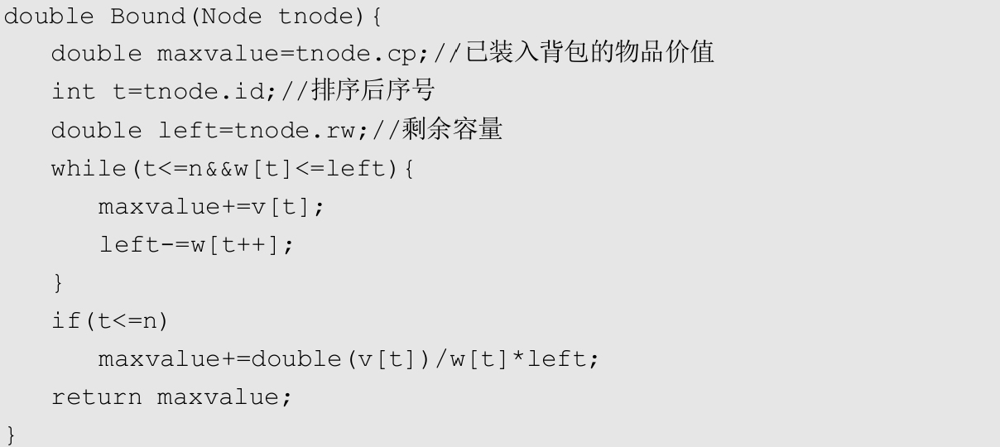 double Bound(Node tnode){
double maxvalue=tnode.cp;//已装入背包的物品价值
int t=tnode.id;//排序后序号
double left=tnode.rw;//剩余容量
while(t<=n&&w[t]<=left){
maxvalue+=v[t];
left-=w[t++];
}
if(t<=n)
maxvalue+=double(v[t])/w[t]*left;
return maxvalue;
}